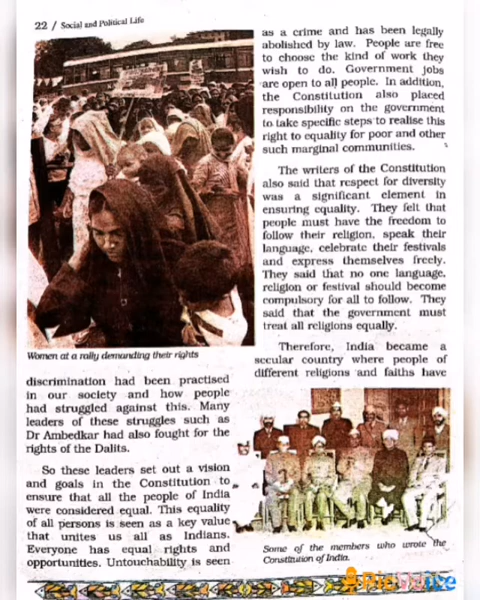 22 / Social and Political Life
Women at a rally demanding their rights
discrimination had been practised
in our society and how people
had struggled against this. Many
leaders of these struggles such as
Dr Ambedkar had also fought for the
rights of the Dalits.
So these leaders set out a vision
and goals in the Constitution to
ensure that all the people of India
were considered equal. This equality
of all persons is seen as a key value
that unites us all as Indians.
Everyone has equal rights and
opportunities. Untouchability is seen
as a crime and has been legally
abolished by law. People are free
to choose the kind of work they
wish to do. Government jobs
are open to all people. In addition,
the Constitution also placed
responsibility on the government
to take specific steps to realise this
right to equality for poor and other
such marginal communities.
The writers of the Constitution
also said that respect for diversity
was a significant element in
ensuring equality. They felt that
people must have the freedom to
follow their religion, speak their
language, celebrate their festivals
and express themselves freely.
They said that no one language,
religion or festival should become
compulsory for all to follow. They
said that the government must
treat all religions equally.
Therefore, India became a
secular country where people of
different religions and faiths have
Some of the members who wrote the
Constitution of India.